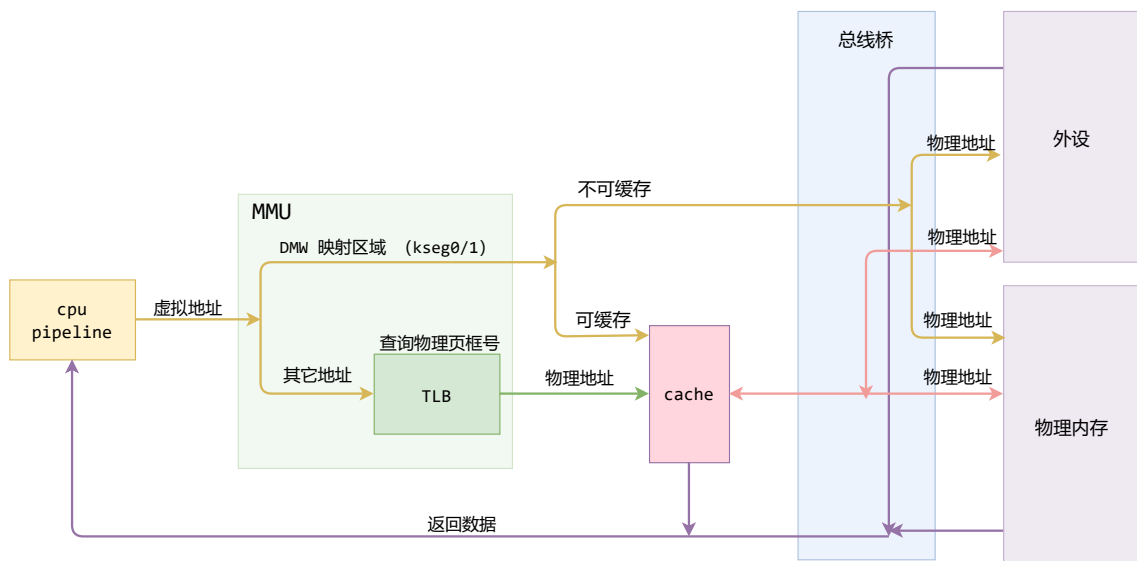 总线桥
外设
物理地址
不可缓存
MMU
DMW 映射区域 （kseg0/1）
物理地址
cpu
pipeline
虚拟地址
可缓存
物理地址
查询物理页框号
其它地址
TLB
物理地址
cache
物理地址
物理内存
返回数据